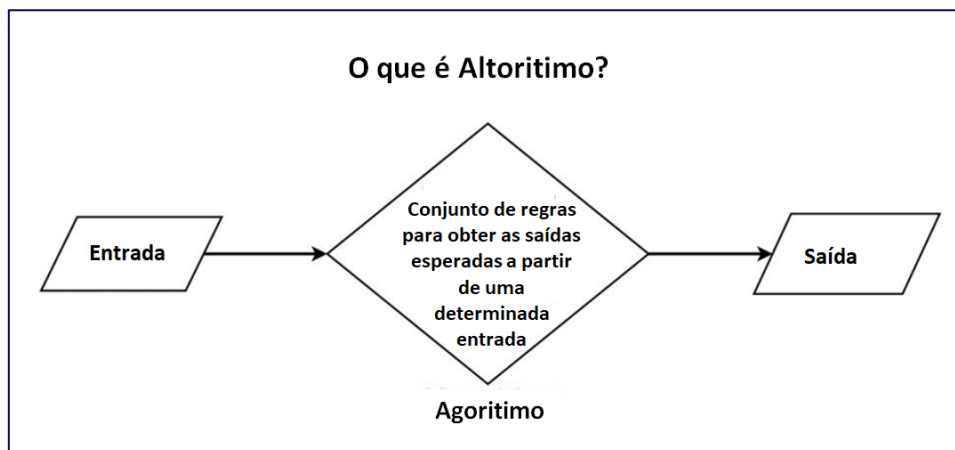 O que é Altoritimo?
Entrada
Conjunto de regras
para obter as saídas
esperadas a partir
de uma
determinada
entrada
Saída
Agoritimo